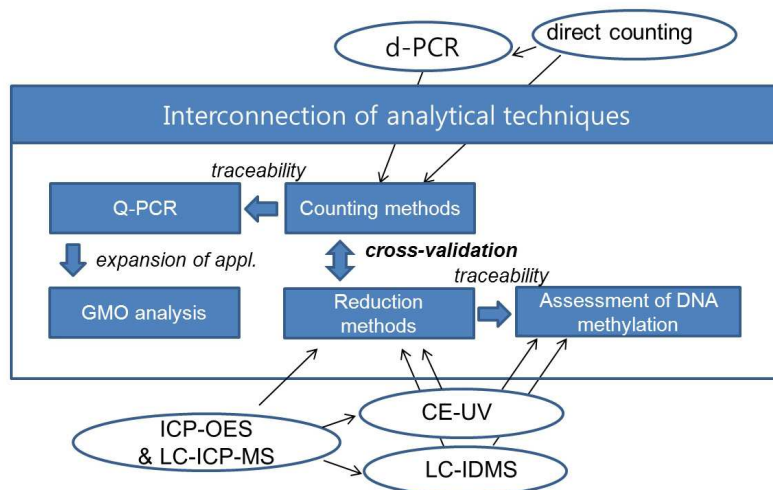 d-PCR
direct counting
Interconnection of analytical techniques
traceability
Q-PCR
Counting methods
expansion of appl.
cross-validation
traceability
GMO analysis
Reduction
methods
Assessment of DNA
methylation
ICP-OES
& LC-ICP-MS
CE-UV
LC-IDMS